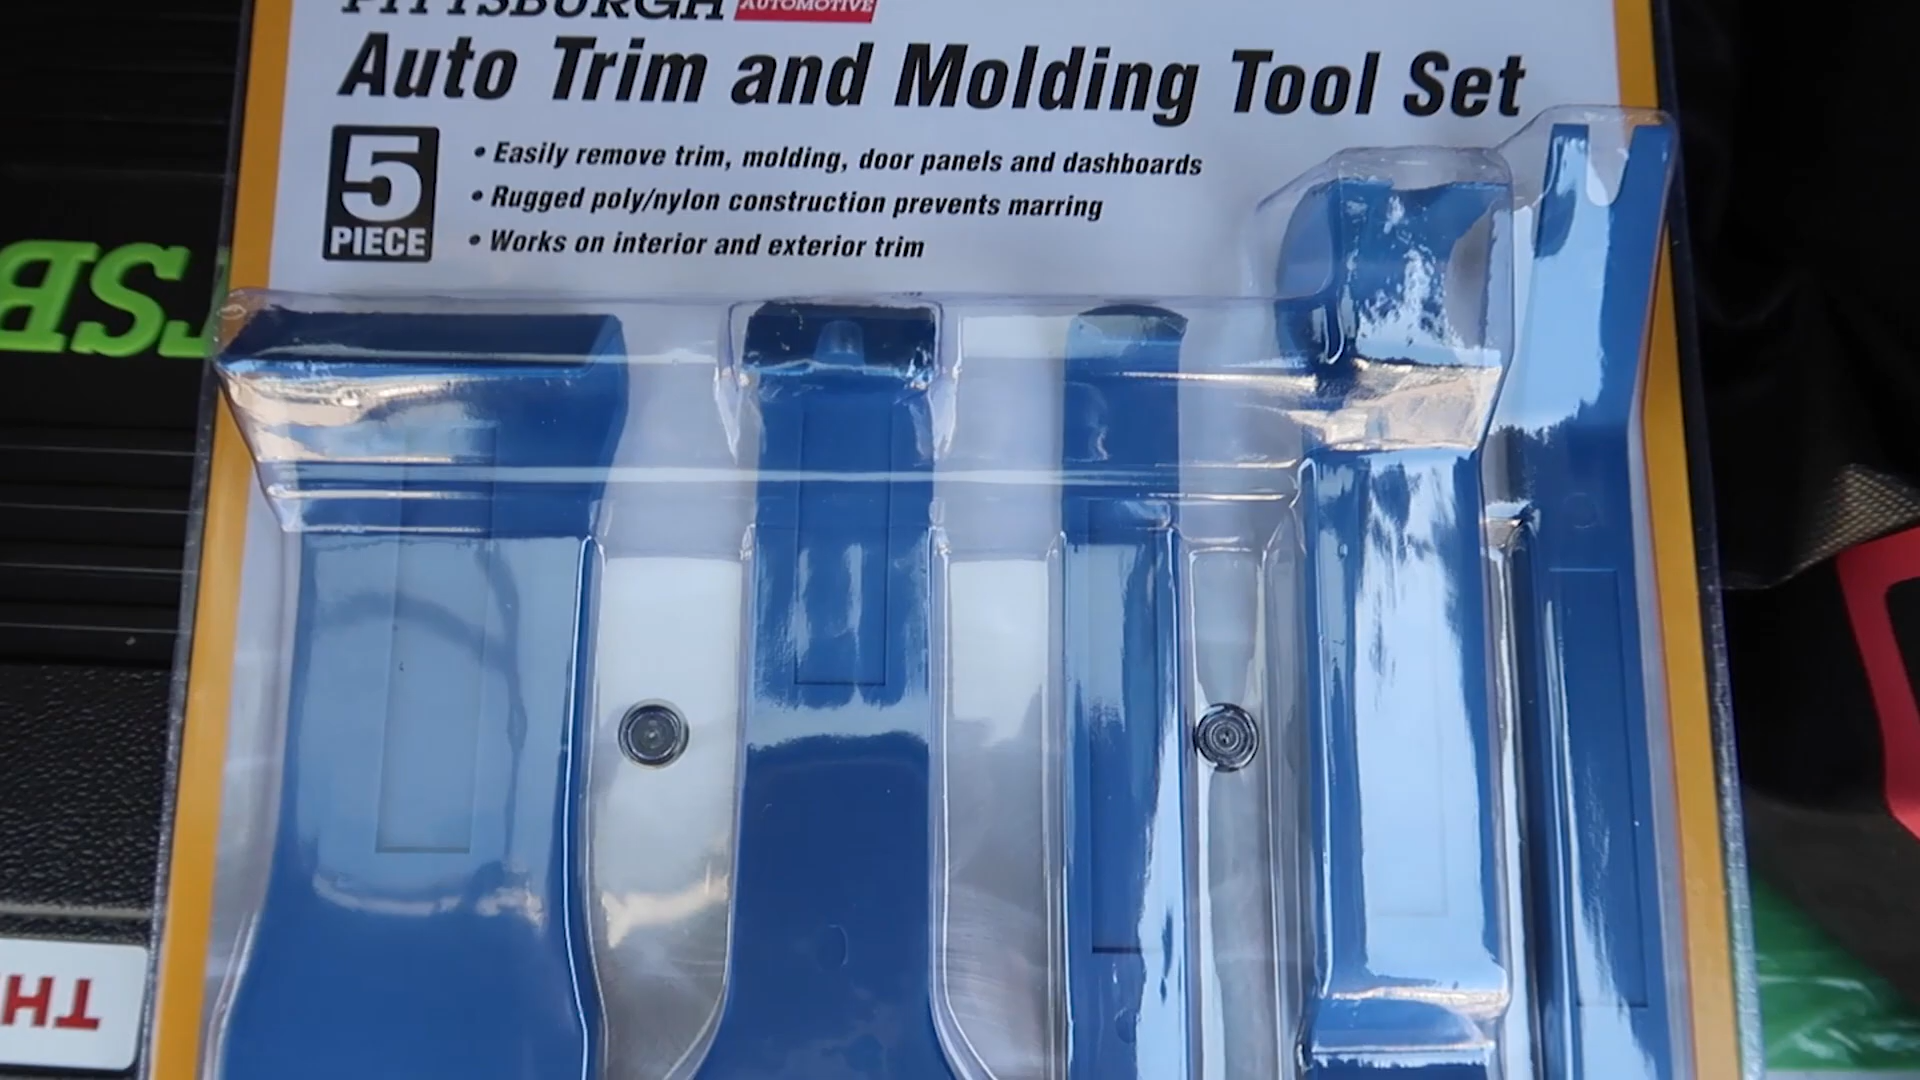 PITTSBURGH AUTOMOTIVE
Auto Trim and Molding Tool Set
5
PIECE
• Easily remove trim, molding, door panels and dashboards
• Rugged poly/nylon construction prevents marring
• Works on interior and exterior trim